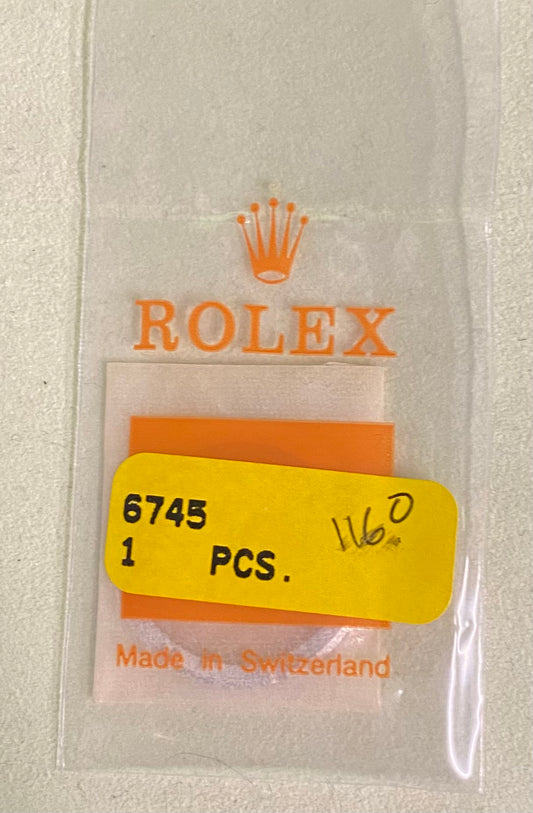 ROLEX
6745
1 PCS.
1160
Made in Switzerland